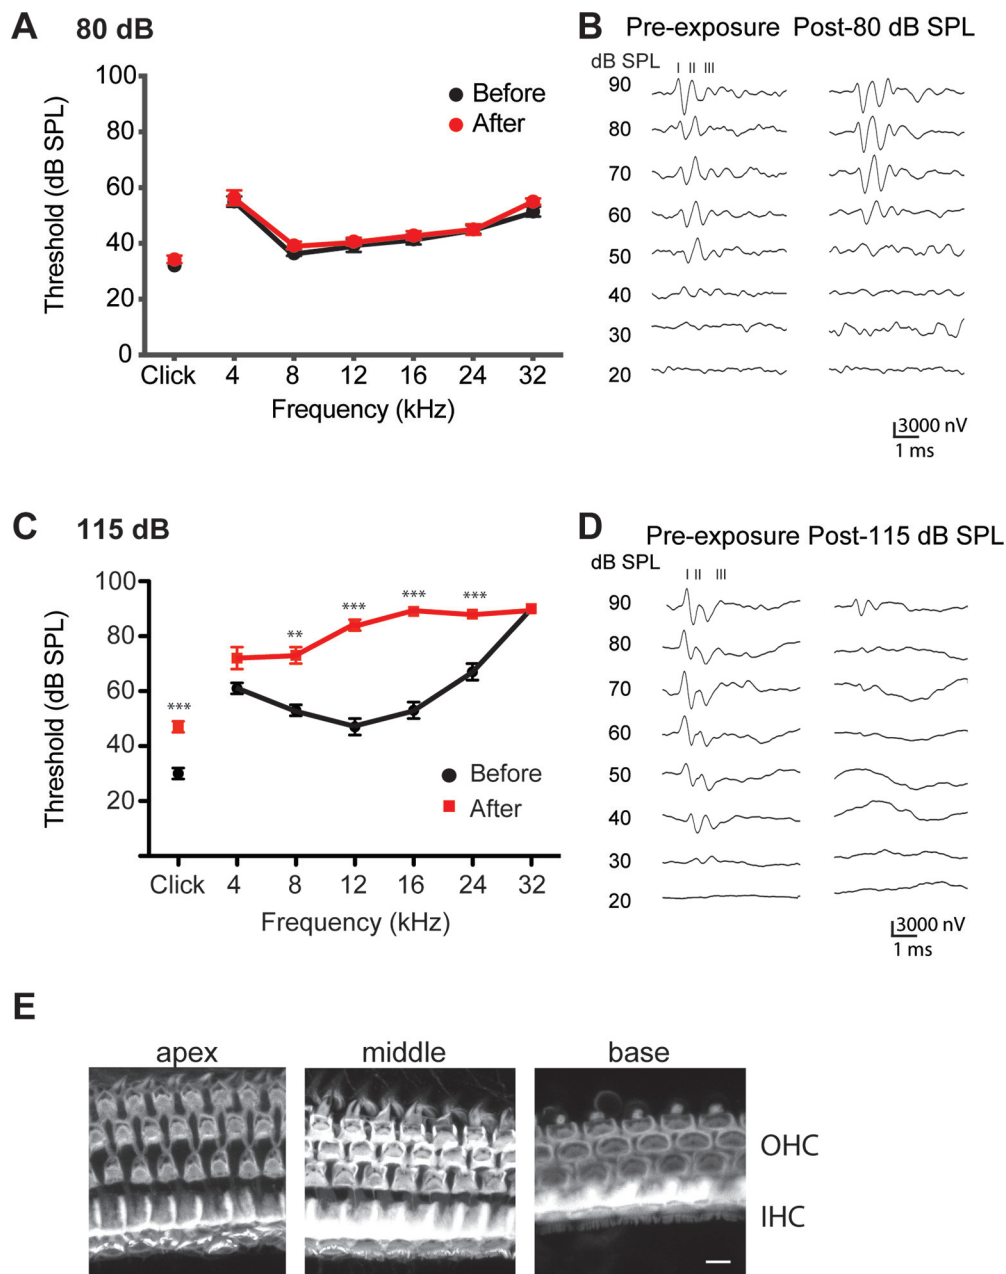 A 80 dB
Threshold (dB SPL)
100
80
60
40
20
0
Before
After
Click 4 8 12 16 24 32
Frequency (kHz)
B Pre-exposure Post-80 dB SPL
dB SPL I II III
90
80
70
60
50
40
30
20
3000 nV
1 ms
C 115 dB
Threshold (dB SPL)
100
80
60
40
20
***
**
***
***
***
Before
After
Click 4 8 12 16 24 32
Frequency (kHz)
D Pre-exposure Post-115 dB SPL
dB SPL I II III
90
80
70
60
50
40
30
20
3000 nV
1 ms
E
apex middle base
OHC
IHC